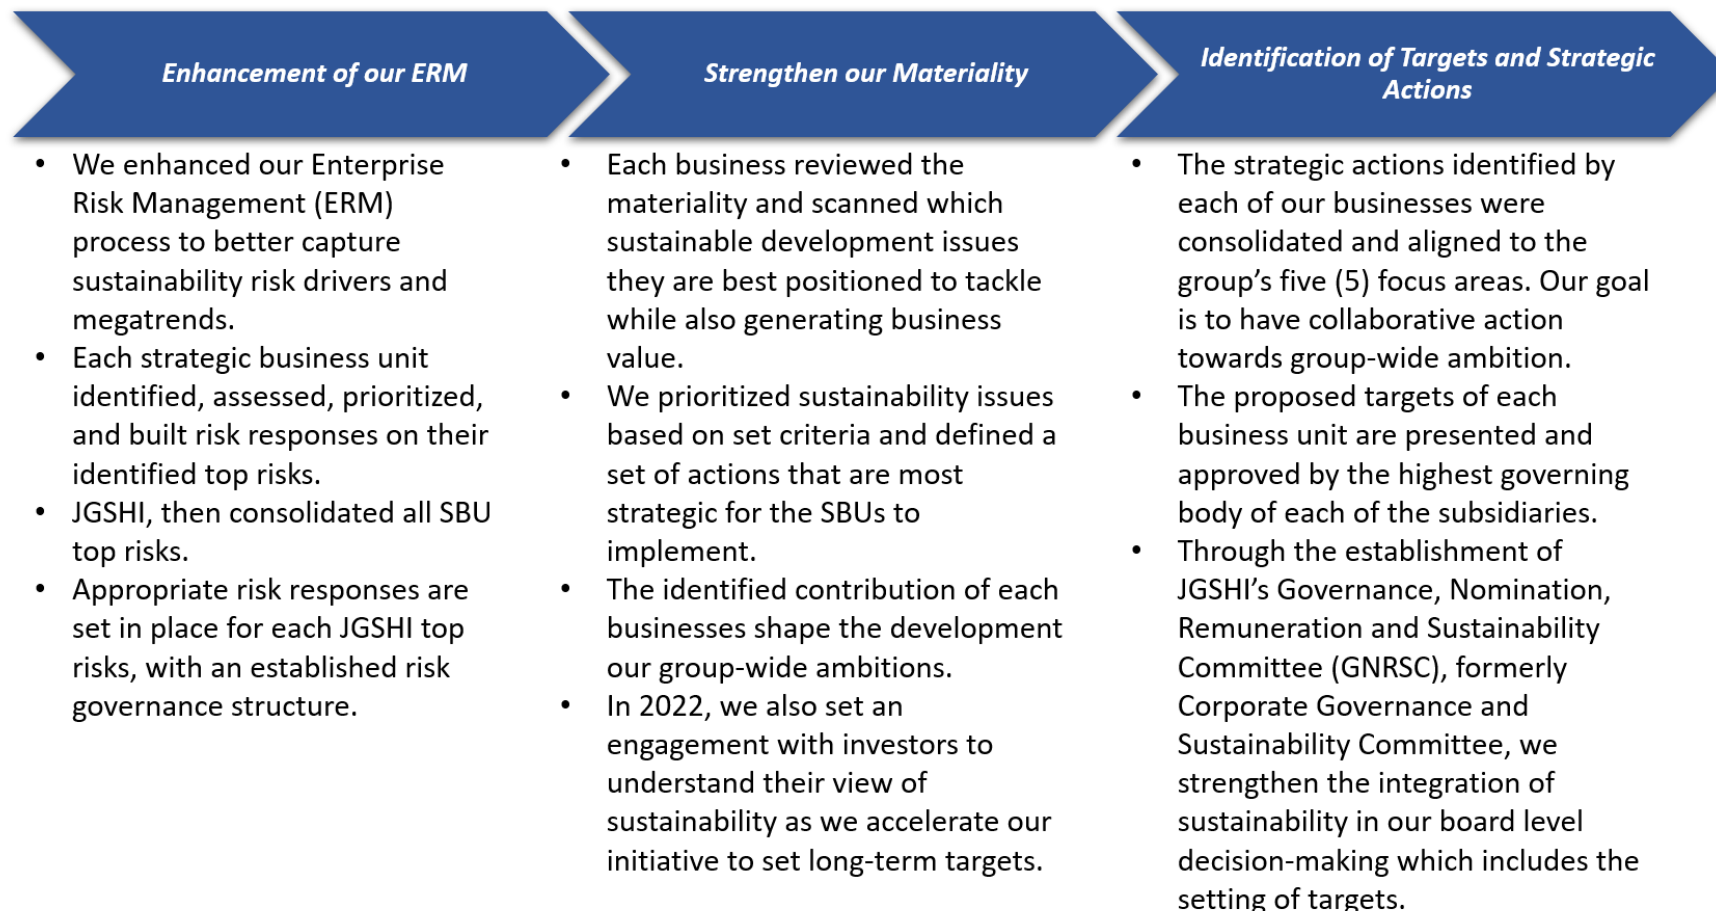 Enhancement of our ERM
• We enhanced our Enterprise
Risk Management (ERM)
process to better capture
sustainability risk drivers and
megatrends.
• Each strategic business unit
identified, assessed, prioritized,
and built risk responses on their
identified top risks.
• JGSHI, then consolidated all SBU
top risks.
• Appropriate risk responses are
set in place for each JGSHI top
risks, with an established risk
governance structure.
Strengthen our Materiality
• Each business reviewed the
materiality and scanned which
sustainable development issues
they are best positioned to tackle
while also generating business
value.
• We prioritized sustainability issues
based on set criteria and defined a
set of actions that are most
strategic for the SBUs to
implement.
• The identified contribution of each
businesses shape the development
our group-wide ambitions.
• In 2022, we also set an
engagement with investors to
understand their view of
sustainability as we accelerate our
initiative to set long-term targets.
Identification of Targets and Strategic
Actions
• The strategic actions identified by
each of our businesses were
consolidated and aligned to the
group’s five (5) focus areas. Our goal
is to have collaborative action
towards group-wide ambition.
• The proposed targets of each
business unit are presented and
approved by the highest governing
body of each of the subsidiaries.
• Through the establishment of
JGSHI’s Governance, Nomination,
Remuneration and Sustainability
Committee (GNRSC), formerly
Corporate Governance and
Sustainability Committee, we
strengthen the integration of
sustainability in our board level
decision-making which includes the
setting of targets.